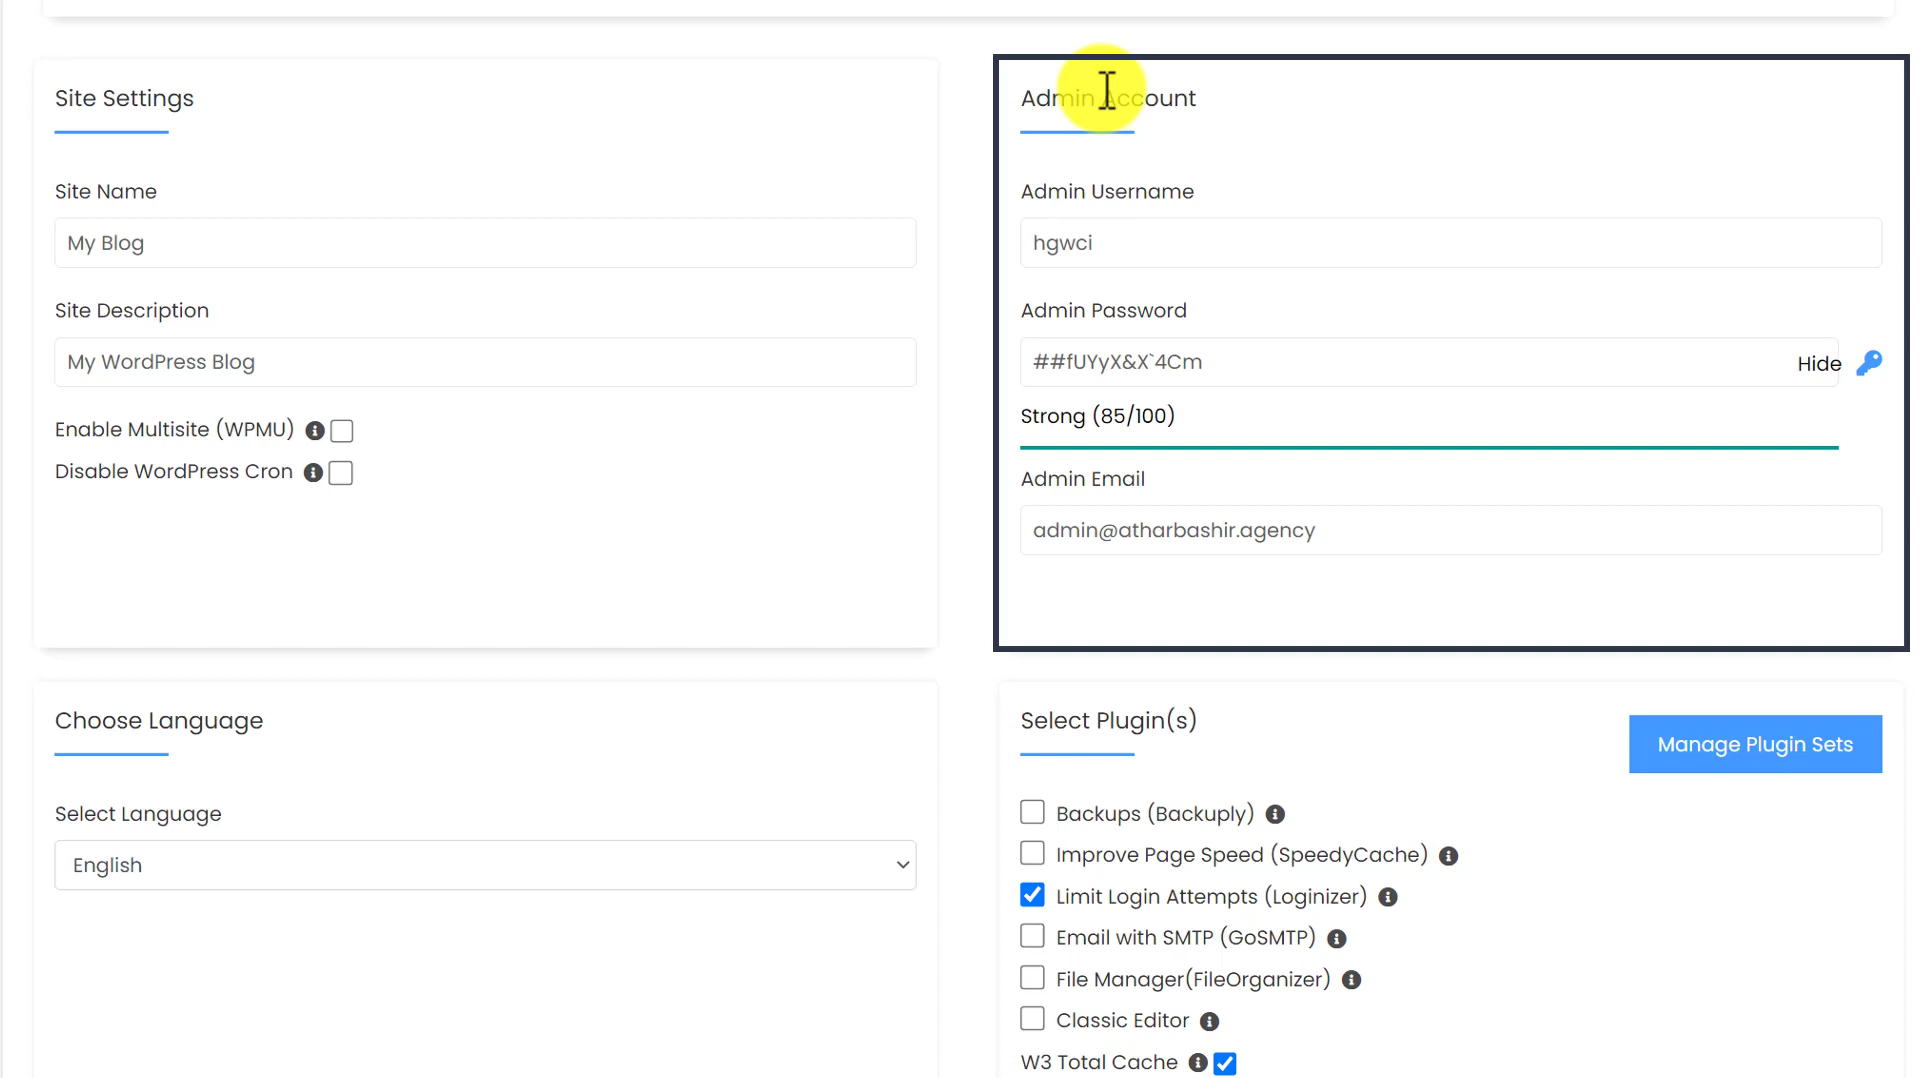 Site Settings
Site Name
My Blog
Site Description
My WordPress Blog
Enable Multisite (WPMU)
Disable WordPress Cron
Admin Account
Admin Username
hgwci
Admin Password
##fUYyX&X`4Cm
Hide
Strong (85/100)
Admin Email
admin@atharbashir.agency
Choose Language
Select Language
English
Select Plugin(s)
Manage Plugin Sets
Backups (Backuply)
Improve Page Speed (SpeedyCache)
Limit Login Attempts (Loginizer)
Email with SMTP (GoSMTP)
File Manager(FileOrganizer)
Classic Editor
W3 Total Cache